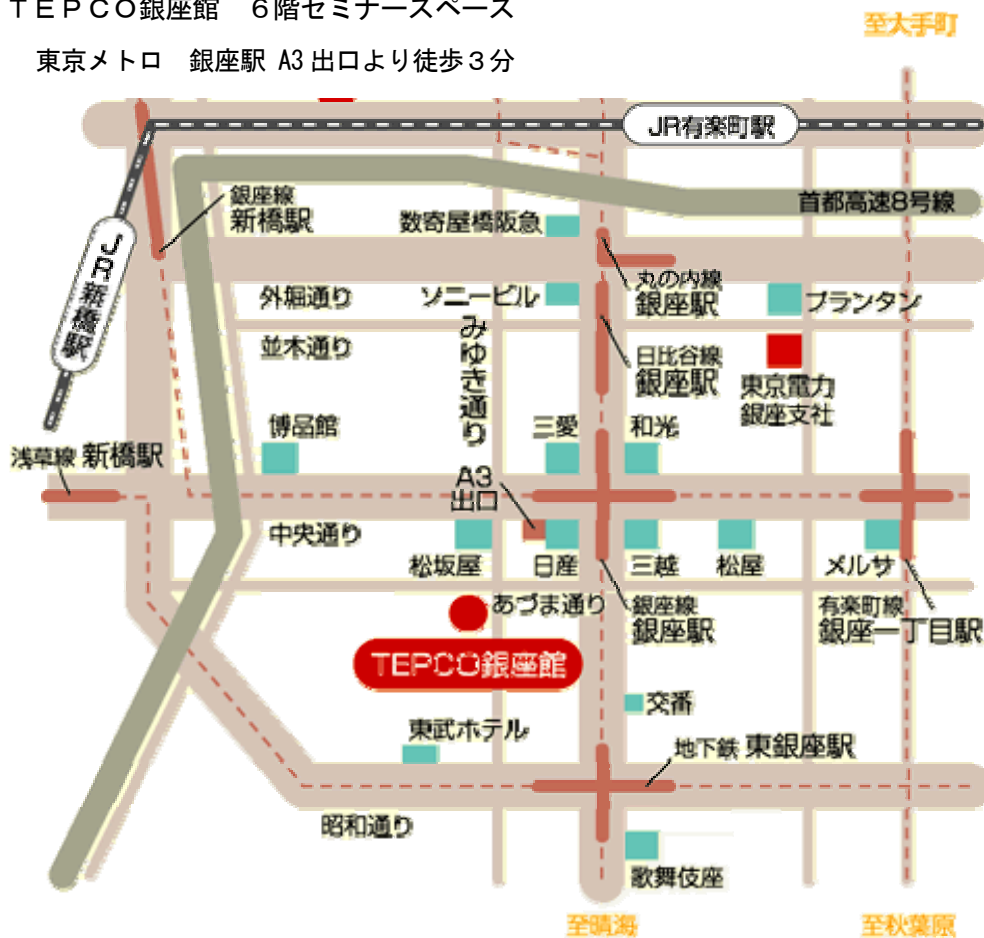 ＴＥＰＣＯ銀座館　６階セミナースペース
至大手町
東京メトロ　銀座駅 A3 出口より徒歩３分
JR有楽町駅
銀座線
新橋駅
首都高速8号線
数寄屋橋阪急
JR新橋駅
丸の内線
銀座駅
外堀通り
ソニービル
プランタン
みゆき通り
並木通り
日比谷線
銀座駅
東京電力
銀座支社
博品館
三愛
和光
浅草線 新橋駅
A3
出口
中央通り
松坂屋
日産
三越
松屋
メルサ
あづま通り
銀座線
銀座駅
有楽町線
銀座一丁目駅
TEPCO銀座館
交番
東武ホテル
地下鉄 東銀座駅
昭和通り
歌舞伎座
至晴海
至秋葉原